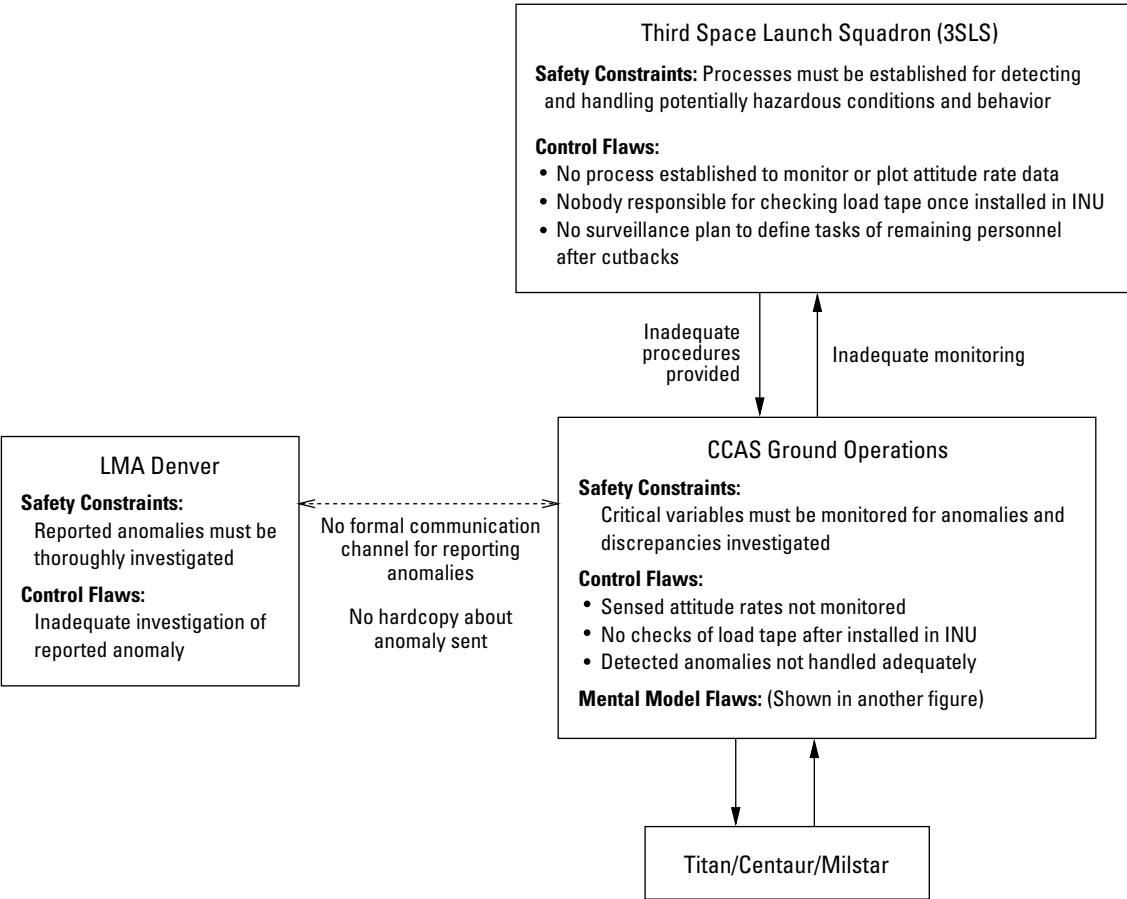 Third Space Launch Squadron (3SLS)
Safety Constraints: Processes must be established for detecting
and handling potentially hazardous conditions and behavior
Control Flaws:
• No process established to monitor or plot attitude rate data
• Nobody responsible for checking load tape once installed in INU
• No surveillance plan to define tasks of remaining personnel
after cutbacks
Inadequate
procedures
provided
Inadequate monitoring
LMA Denver
Safety Constraints:
Reported anomalies must be
thoroughly investigated
Control Flaws:
Inadequate investigation of
reported anomaly
No formal communication
channel for reporting
anomalies
No hardcopy about
anomaly sent
CCAS Ground Operations
Safety Constraints:
Critical variables must be monitored for anomalies and
discrepancies investigated
Control Flaws:
• Sensed attitude rates not monitored
• No checks of load tape after installed in INU
• Detected anomalies not handled adequately
Mental Model Flaws: (Shown in another figure)
Titan/Centaur/Milstar